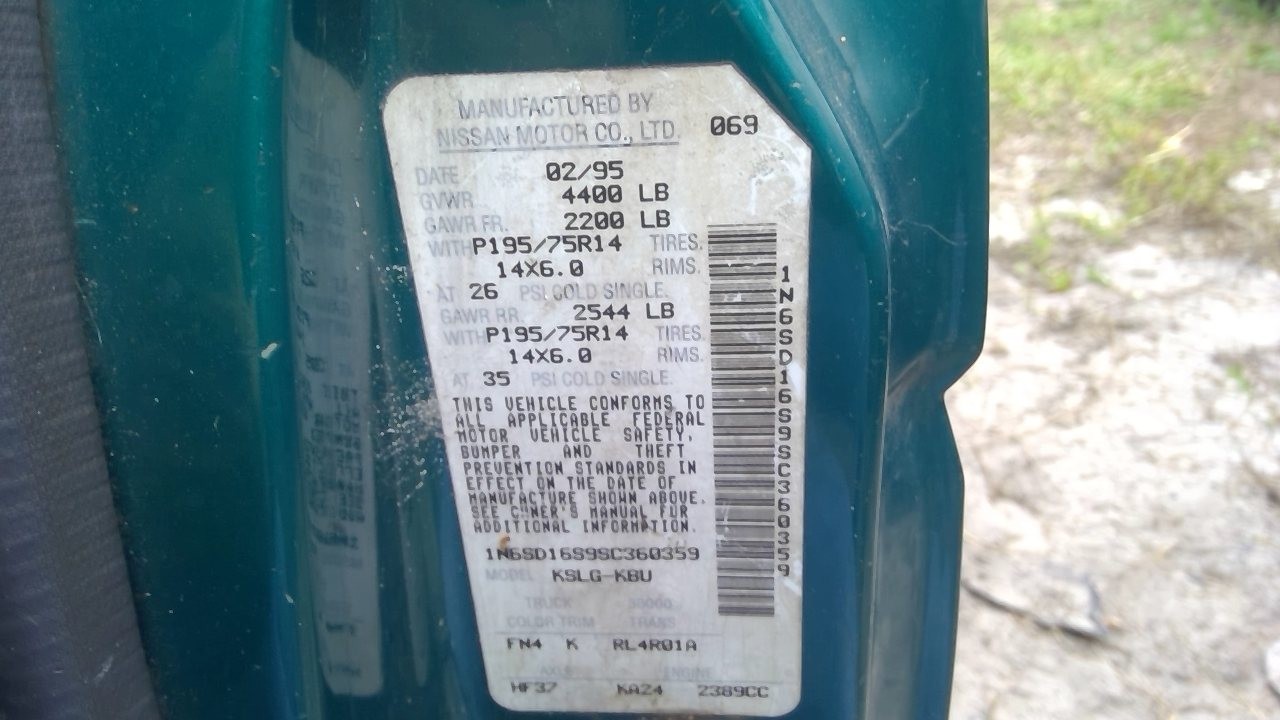 MANUFACTURED BY
NISSAN MOTOR CO., LTD. 069
DATE 02/95
GVWR 4400 LB
GAWR FR. 2200 LB
WITH P195/75R14 TIRES.
14X6.0 RIMS.
AT 26 PSI COLD SINGLE.
GAWR RR. 2544 LB
WITH P195/75R14 TIRES
14X6.0 RIMS.
AT 35 PSI COLD SINGLE.
THIS VEHICLE CONFORMS TO
ALL APPLICABLE FEDERAL
MOTOR VEHICLE SAFETY,
BUMPER AND THEFT
PREVENTION STANDARDS IN
EFFECT ON THE DATE OF
MANUFACTURE SHOWN ABOVE.
SEE OWNER'S MANUAL FOR
ADDITIONAL INFORMATION.
1N6SD16S9SC360359
MODEL KSLG-KBU
TRUCK
COLOR TRIM TRANS
FN4 K RL4R01A
AXLE ENGINE
HF37 KA24 2389CC
1N6SD16S9SC360359